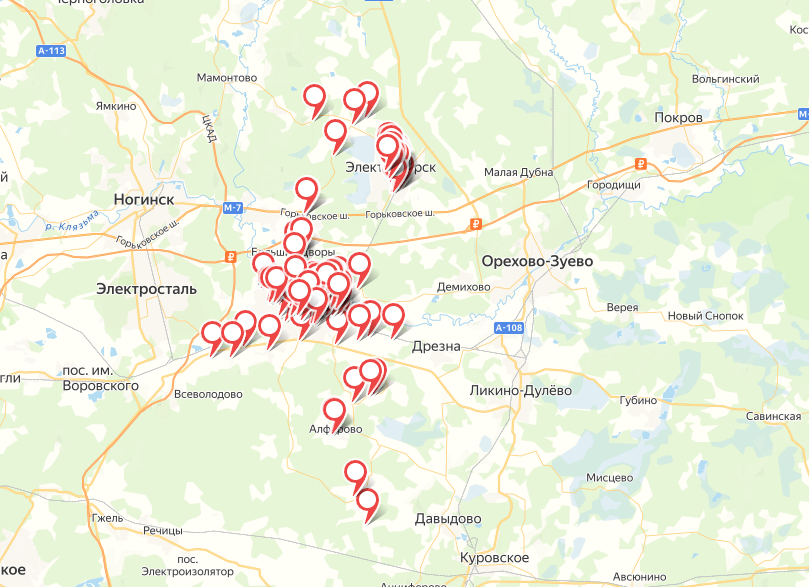 Черноголовка
А-113
Мамонтово
Ямкино
ЦКАД
Вольгинский
Покров
Малая Дубна
Городищи
Ногинск
М-7
р. Клязьма
Горьковское ш.
Горьковское ш.
Орехово-Зуево
Электросталь
Демихово
Верея
Новый Снопок
А-108
Дрезна
пос. им.
Воровского
Всеволодово
Ликино-Дулёво
Губино
Савинская
Мисцево
Гжель
Речицы
Давыдово
пос.
Электроизолятор
Куровское
Авсюнино